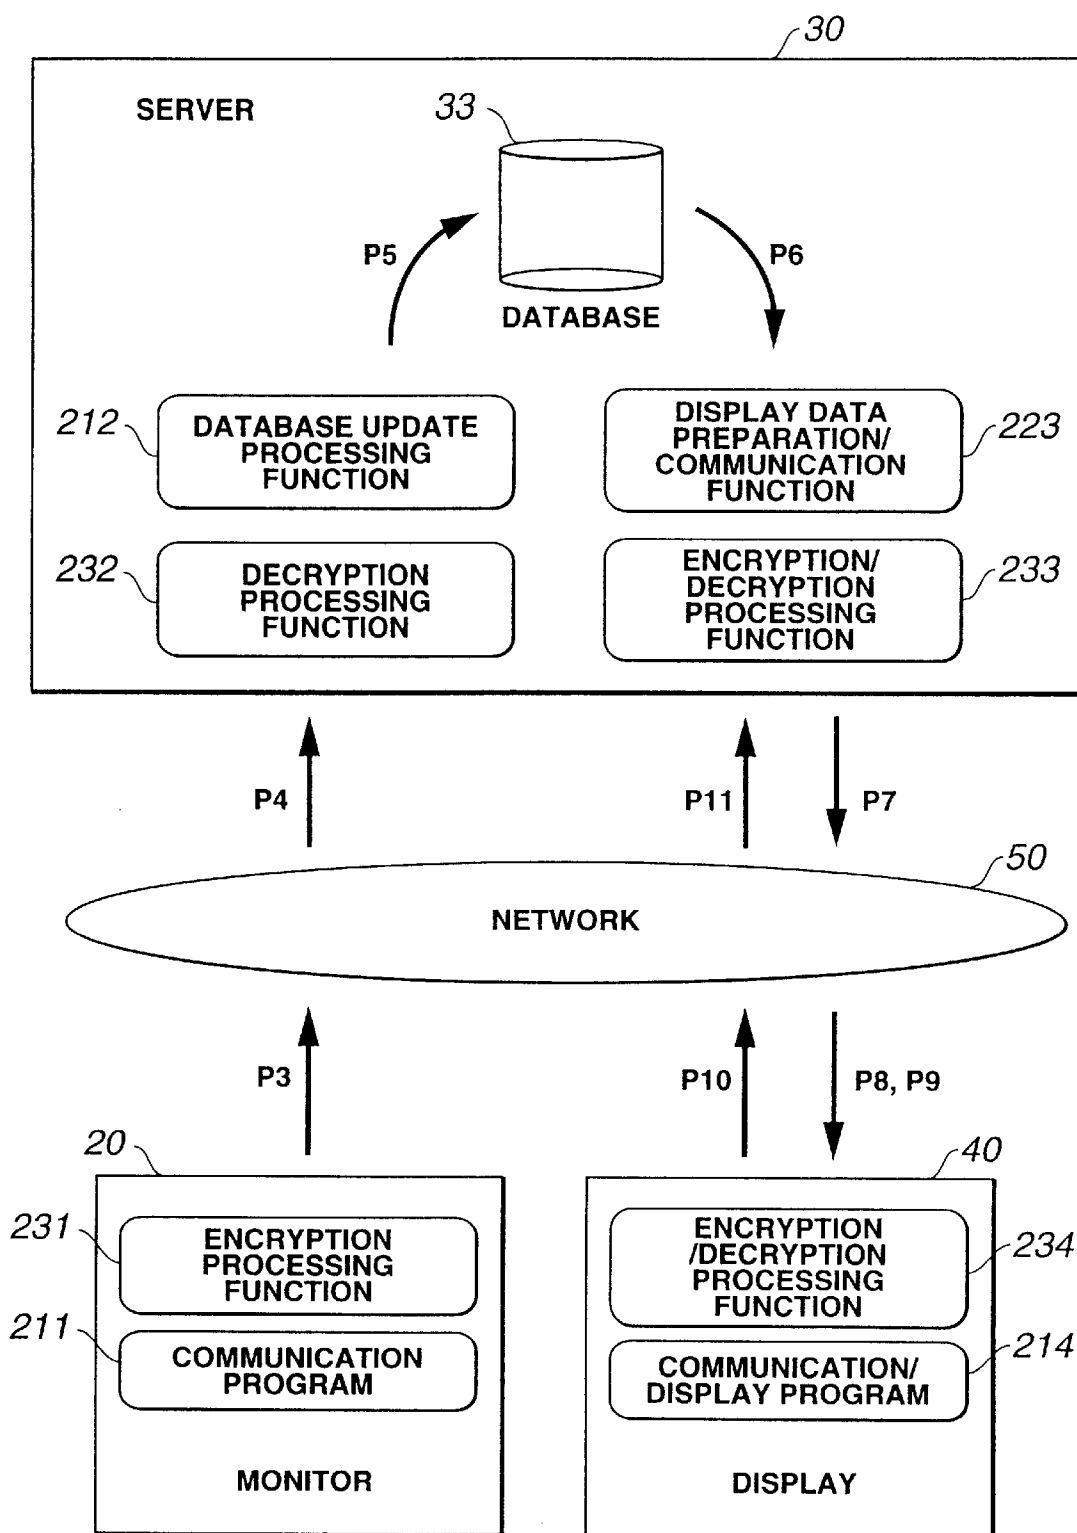 30
SERVER
33
P5
P6
DATABASE
212
DATABASE UPDATE
PROCESSING
FUNCTION
DISPLAY DATA
PREPARATION/
COMMUNICATION
FUNCTION
223
232
DECRYPTION
PROCESSING
FUNCTION
ENCRYPTION/
DECRYPTION
PROCESSING
FUNCTION
233
P4
P11
P7
50
NETWORK
P3
P10
P8, P9
20
40
231
ENCRYPTION
PROCESSING
FUNCTION
ENCRYPTION
/DECRYPTION
PROCESSING
FUNCTION
234
211
COMMUNICATION
PROGRAM
COMMUNICATION/
DISPLAY PROGRAM
214
MONITOR
DISPLAY